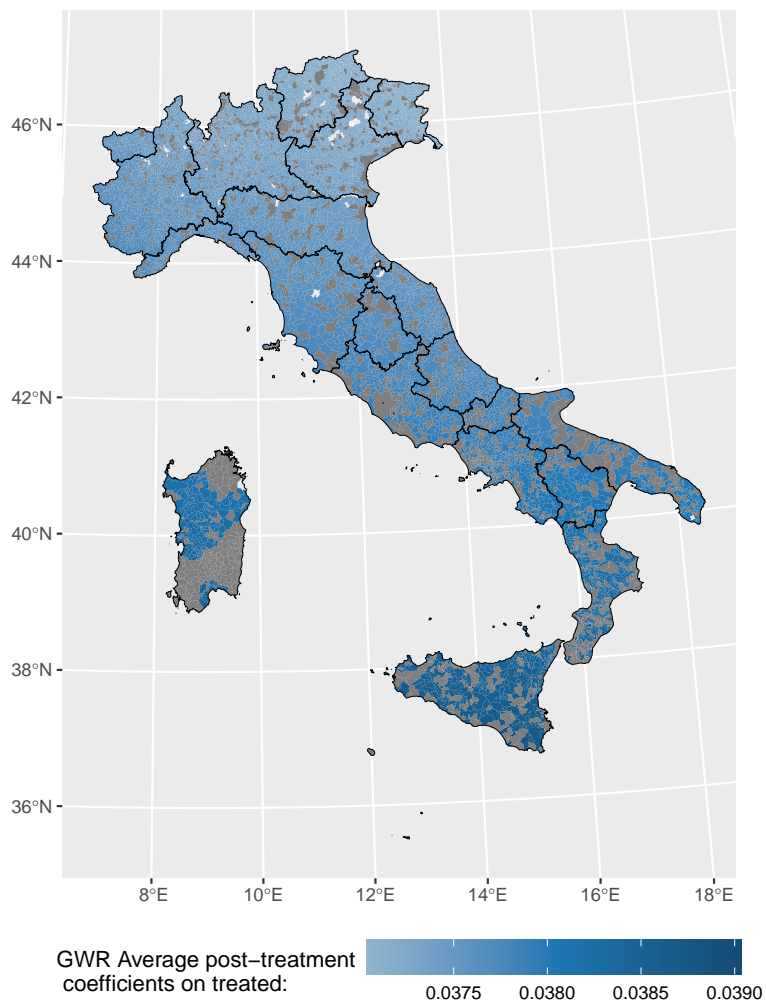 46°N
44°N
42°N
40°N
38°N
36°N
8°E 10°E 12°E 14°E 16°E 18°E
GWR Average post−treatment
coefficients on treated:
0.0375 0.0380 0.0385 0.0390